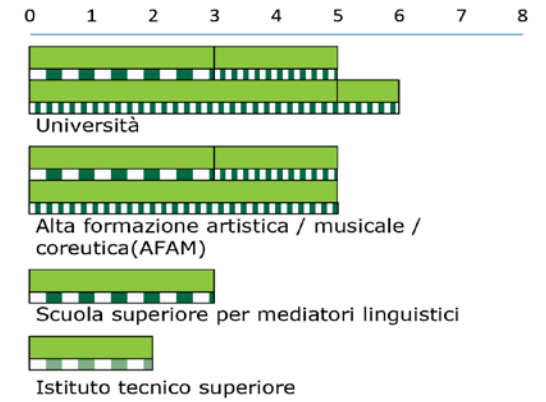 0 1 2 3 4 5 6 7 8
Università
Alta formazione artistica / musicale /
coreutica(AFAM)
Scuola superiore per mediatori linguistici
Istituto tecnico superiore